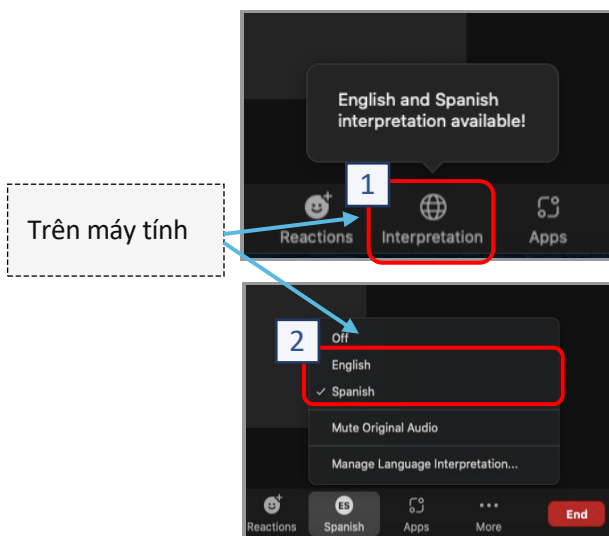 English and Spanish
interpretation available!
1
Reactions
Interpretation
Apps
Trên máy tính
2
Off
English
✓ Spanish
Mute Original Audio
Manage Language Interpretation...
ES
Reactions
Spanish
Apps
More
End